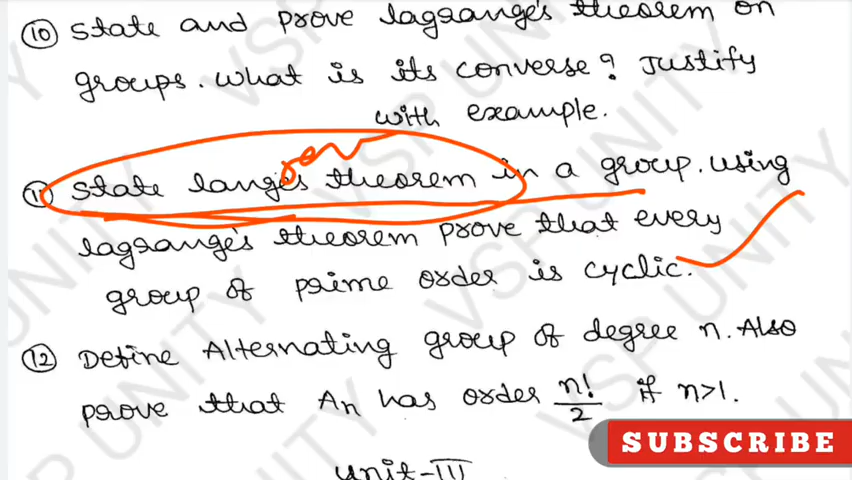 ⑩ State and prove lagrange's theorem on
groups. What is its converse? Justify
with example.
⑪ State langes theorem in a group. using
lagrange's theorem prove that every
group of prime order is cyclic.
⑫ Define Alternating group of degree n. Also
prove that An has order n!/2 if n>1.
Unit-III
SUBSCRIBE
VSP UNITY